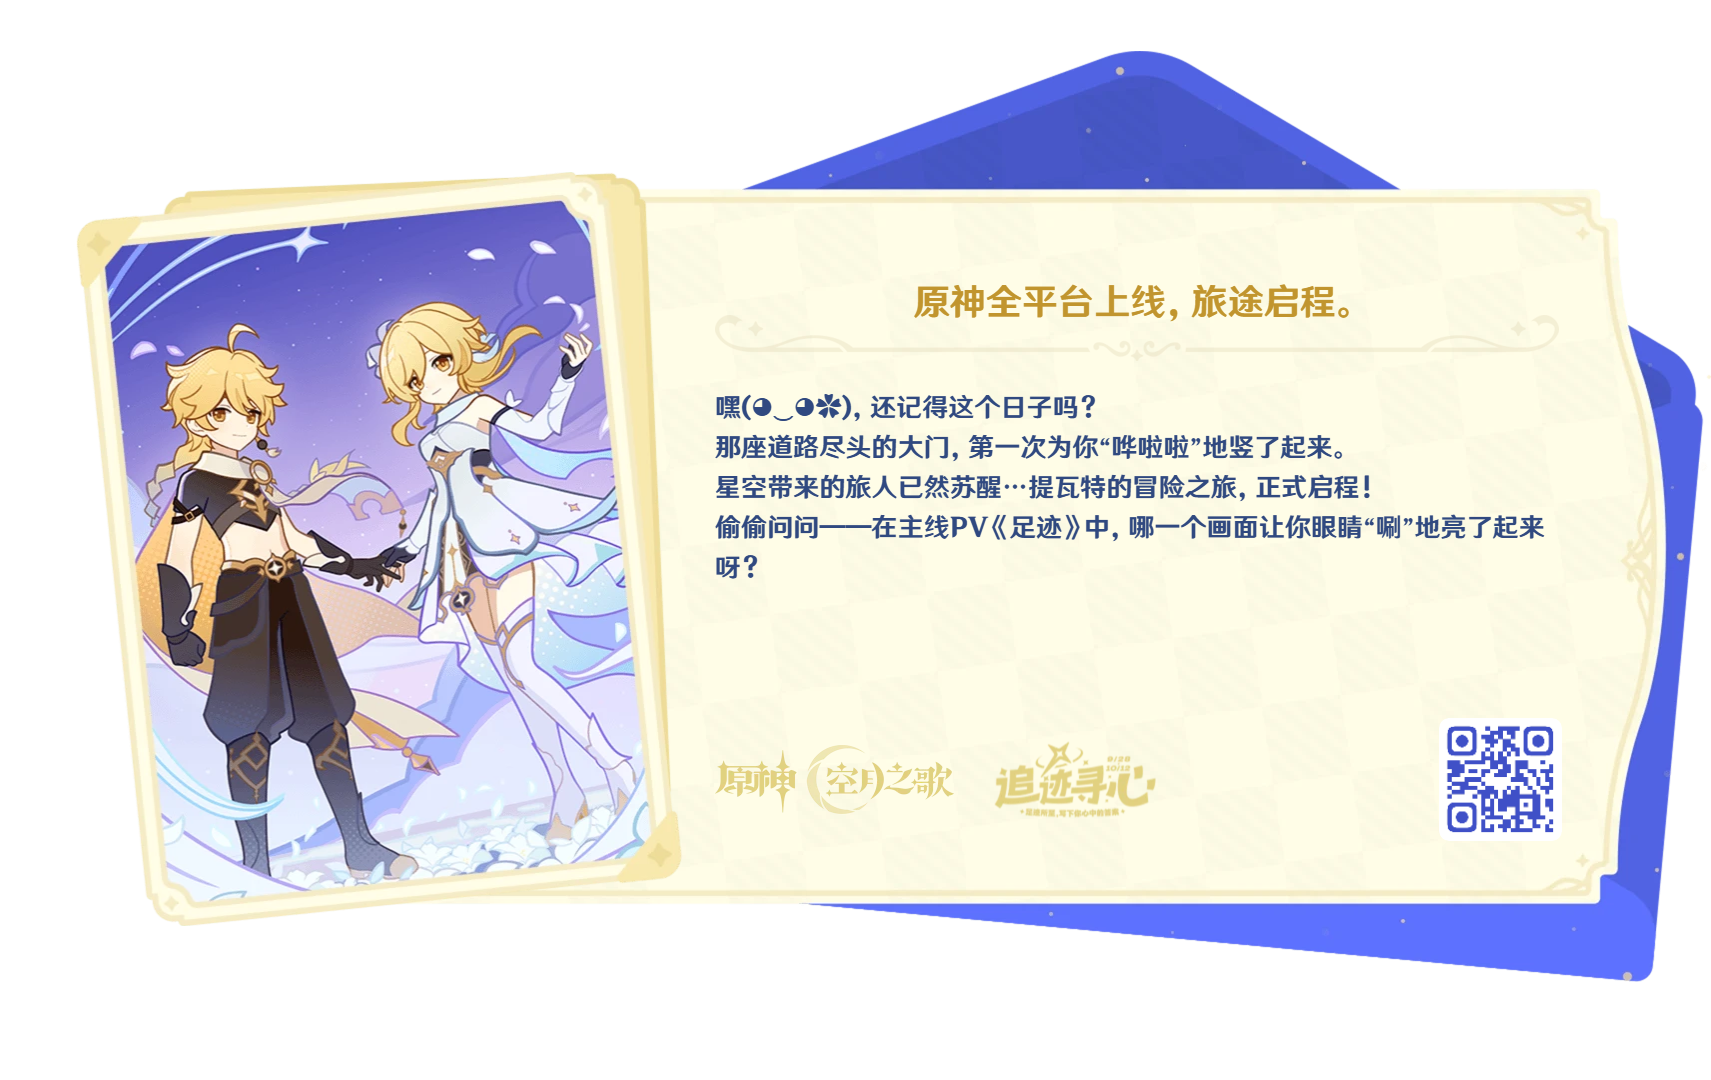 原神全平台上线，旅途启程。
嘿(◕‿◕✽)，还记得这个日子吗？
那座道路尽头的大门，第一次为你“哗啦啦”地竖了起来。
星空带来的旅人已然苏醒…提瓦特的冒险之旅，正式启程！
偷偷问问——在主线PV《足迹》中，哪一个画面让你眼睛“唰”地亮了起来
呀？
原神 空月之歌
追迹寻心
9/28
10/12